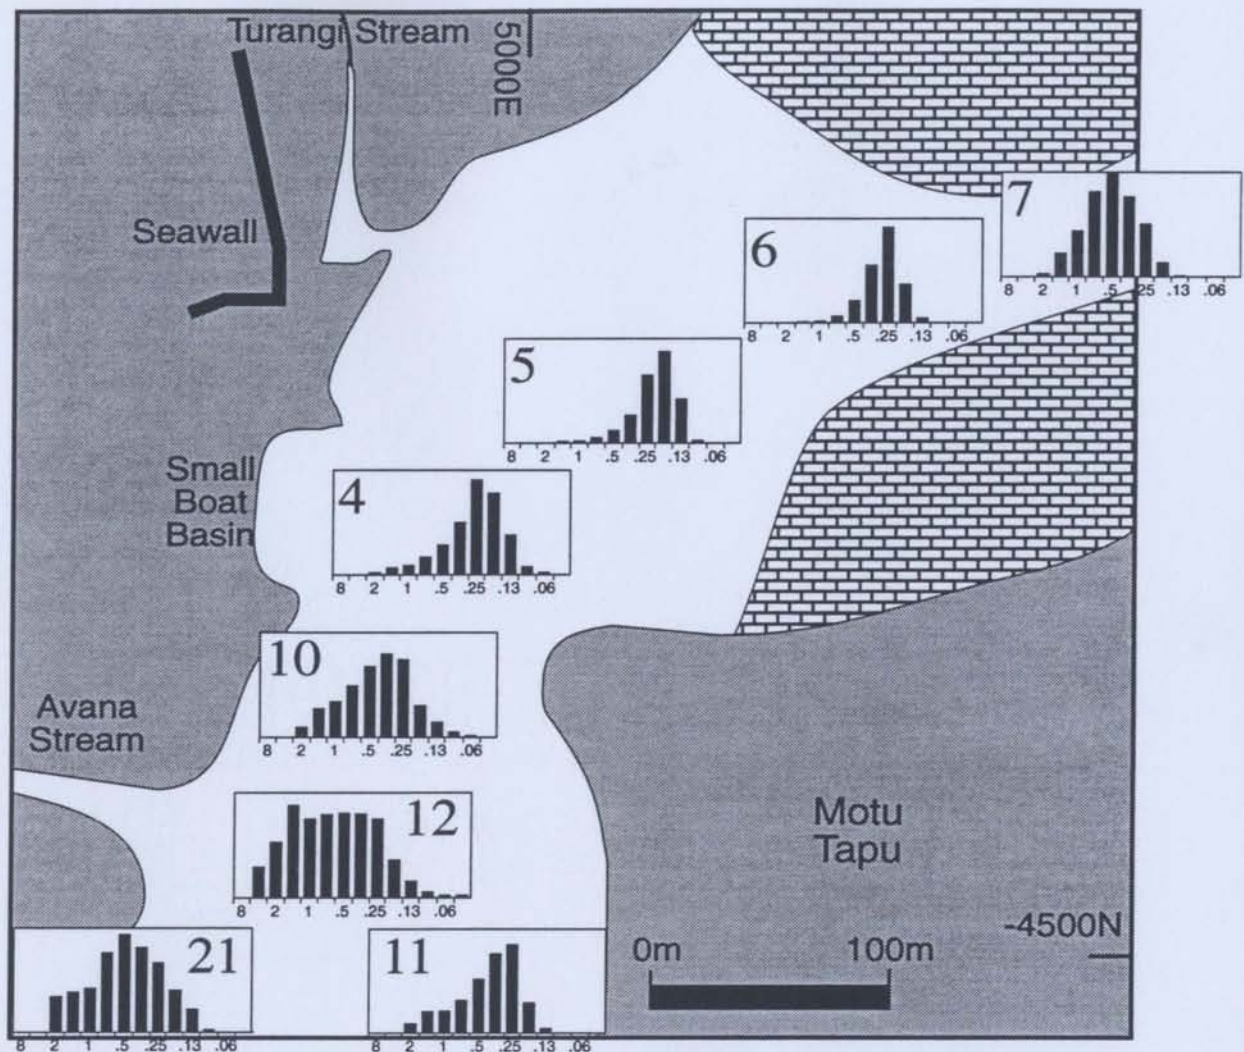 Turangi Stream
5000E
Seawall
7
8 2 1 .5 .25 .13 .06
6
8 2 1 .5 .25 .13 .06
5
8 2 1 .5 .25 .13 .06
Small
Boat
Basin
4
8 2 1 .5 .25 .13 .06
10
8 2 1 .5 .25 .13 .06
Avana
Stream
12
8 2 1 .5 .25 .13 .06
Motu
Tapu
-4500N
0m 100m
21
8 2 1 .5 .25 .13 .06
11
8 2 1 .5 .25 .13 .06